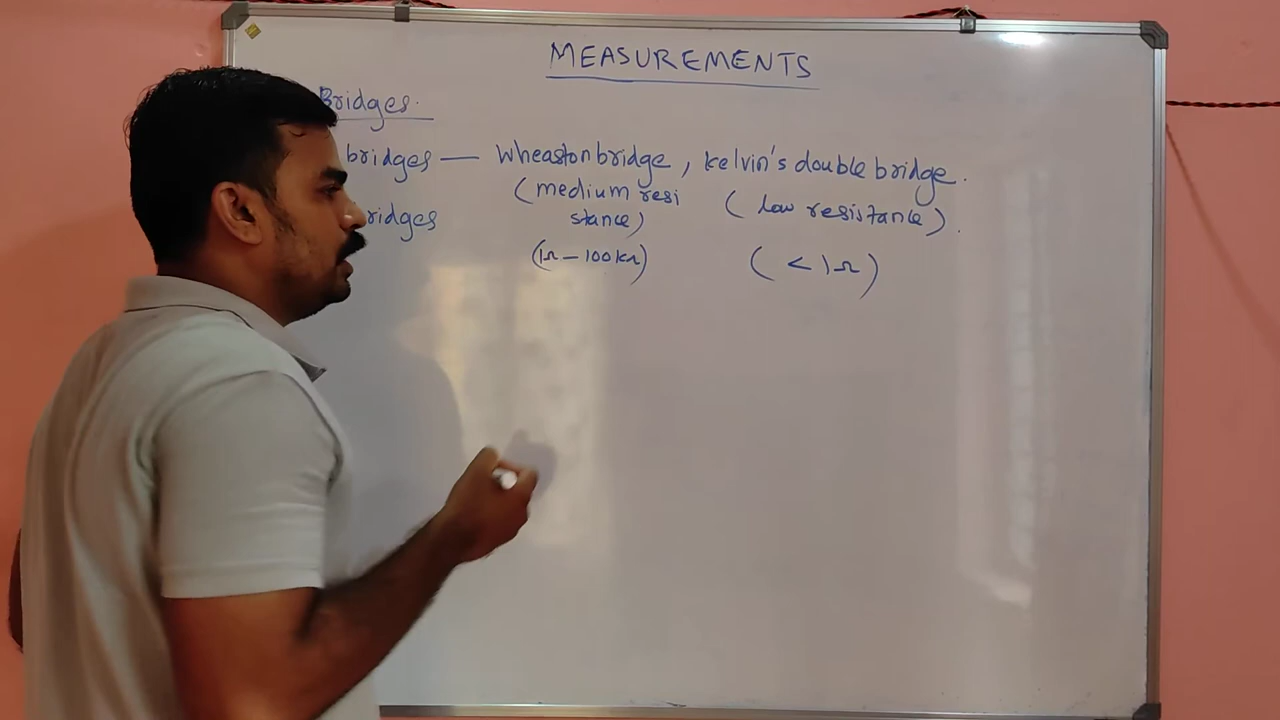 MEASUREMENTS
Bridges.
bridges — Wheastonbridge, kelvin's double bridge.
(medium resi (low resistance).
stance)
ridges
(1Ω – 100kΩ) (< 1Ω)